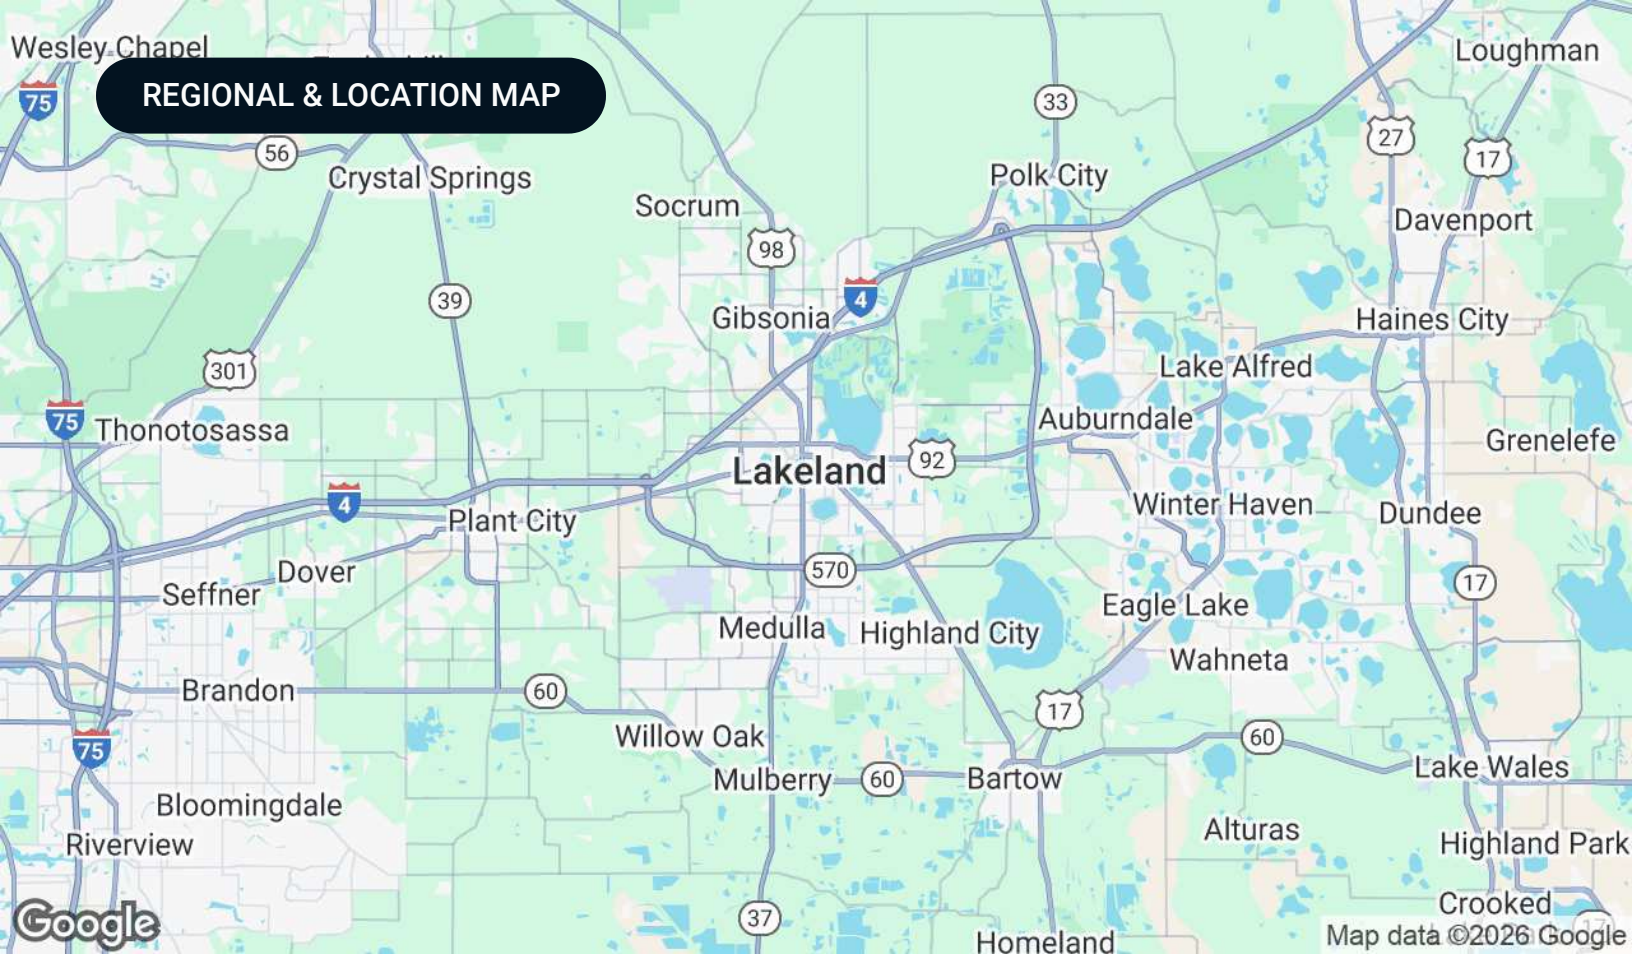 Wesley Chapel
Loughman
75
REGIONAL & LOCATION MAP
33
27
56
17
Crystal Springs
Polk City
Socrum
Davenport
98
39
4
Gibsonia
Haines City
301
Lake Alfred
75
Thonotosassa
Auburndale
Grenelefe
92
Lakeland
4
Plant City
Winter Haven
Dundee
Dover
570
Seffner
17
Eagle Lake
Medulla
Highland City
Wahneta
Brandon
60
17
Willow Oak
60
75
Mulberry
60
Bartow
Lake Wales
Bloomingdale
Alturas
Riverview
Highland Park
Crooked
37
Google
Homeland
Map data ©2026 Google